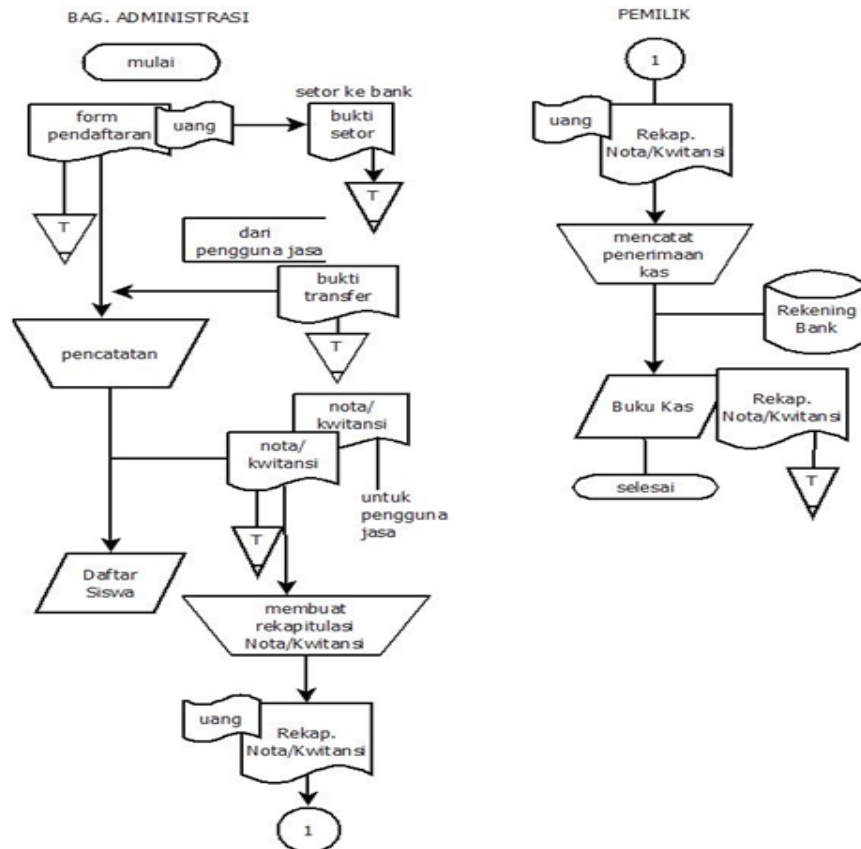 BAG. ADMINISTRASI
mulai
form
pendaftaran
uang
setor ke bank
bukti
setor
T
T
dari
pengguna jasa
bukti
transfer
T
pencatatan
nota/
kwitansi
nota/
kwitansi
untuk
pengguna
jasa
T
Daftar
Siswa
membuat
rekapitulasi
Nota/Kwitansi
uang
Rekap.
Nota/Kwitansi
1
PEMILIK
1
uang
Rekap.
Nota/Kwitansi
mencatat
penerimaan
kas
Rekening
Bank
Buku Kas
Rekap.
Nota/Kwitansi
T
selesai